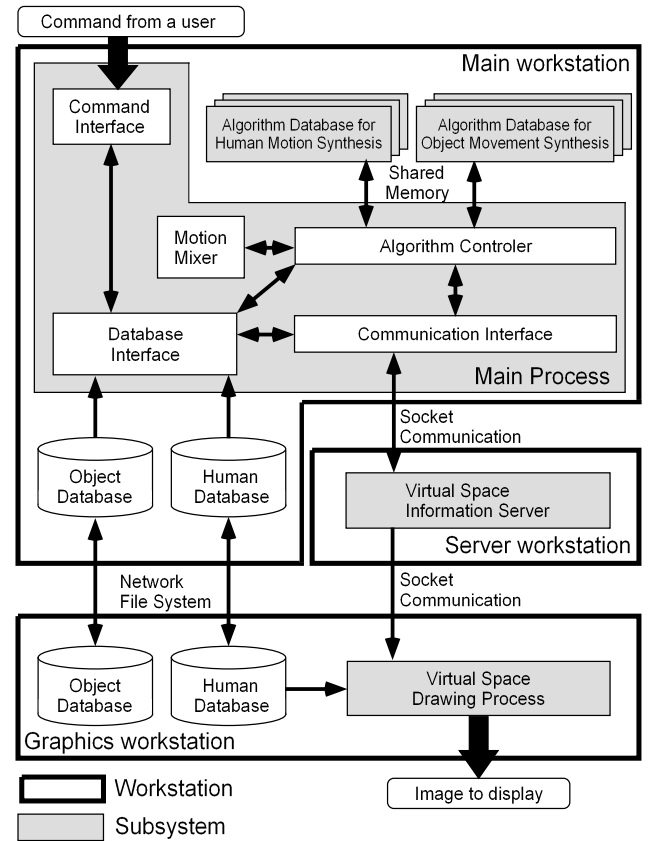 Command from a user
Main workstation
Command
Interface
Algorithm Database for
Human Motion Synthesis
Algorithm Database for
Object Movement Synthesis
Shared
Memory
Motion
Mixer
Algorithm Controler
Database
Interface
Communication Interface
Main Process
Socket
Communication
Object
Database
Human
Database
Virtual Space
Information Server
Server workstation
Network
File System
Socket
Communication
Object
Database
Human
Database
Virtual Space
Drawing Process
Graphics workstation
Workstation
Image to display
Subsystem